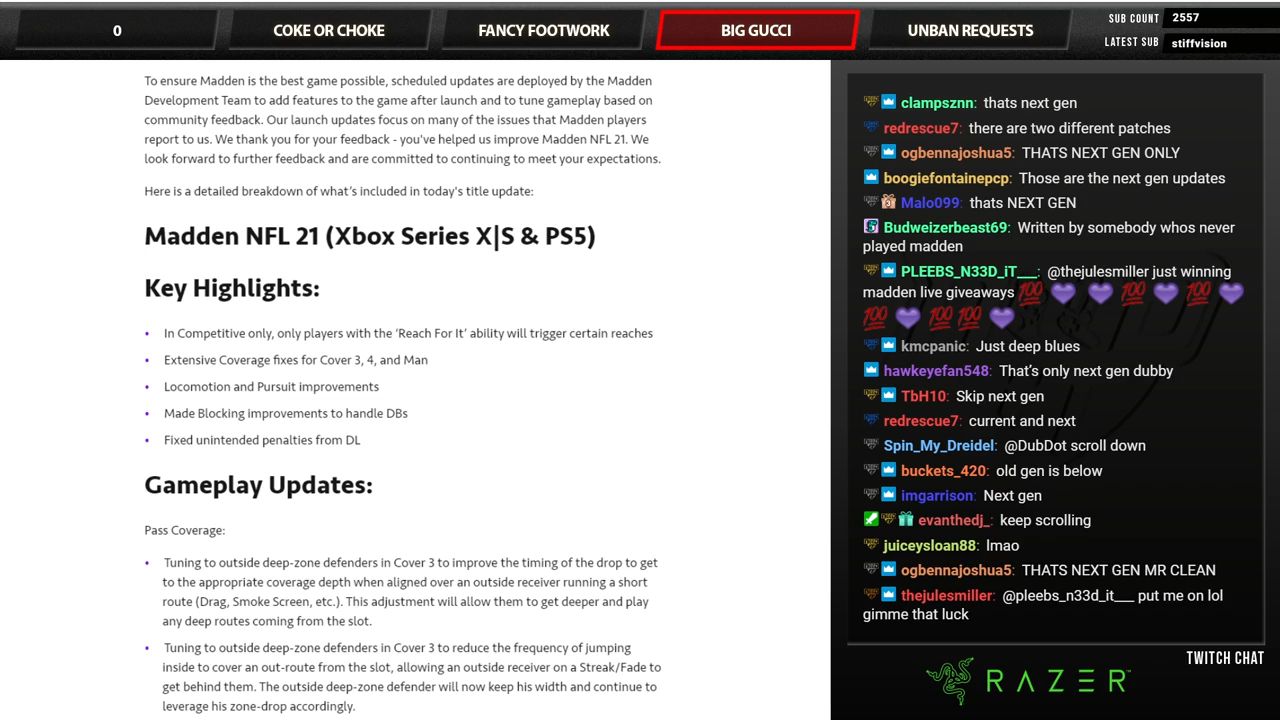 0
COKE OR CHOKE
FANCY FOOTWORK
BIG GUCCI
UNBAN REQUESTS
SUB COUNT 2557
LATEST SUB stiffvision
To ensure Madden is the best game possible, scheduled updates are deployed by the Madden
Development Team to add features to the game after launch and to tune gameplay based on
community feedback. Our launch updates focus on many of the issues that Madden players
report to us. We thank you for your feedback - you've helped us improve Madden NFL 21. We
look forward to further feedback and are committed to continuing to meet your expectations.
Here is a detailed breakdown of what's included in today's title update:
Madden NFL 21 (Xbox Series X|S & PS5)
Key Highlights:
• In Competitive only, only players with the ‘Reach For It’ ability will trigger certain reaches
• Extensive Coverage fixes for Cover 3, 4, and Man
• Locomotion and Pursuit improvements
• Made Blocking improvements to handle DBs
• Fixed unintended penalties from DL
Gameplay Updates:
Pass Coverage:
• Tuning to outside deep-zone defenders in Cover 3 to improve the timing of the drop to get
to the appropriate coverage depth when aligned over an outside receiver running a short
route (Drag, Smoke Screen, etc.). This adjustment will allow them to get deeper and play
any deep routes coming from the slot.
• Tuning to outside deep-zone defenders in Cover 3 to reduce the frequency of jumping
inside to cover an out-route from the slot, allowing an outside receiver on a Streak/Fade to
get behind them. The outside deep-zone defender will now keep his width and continue to
leverage his zone-drop accordingly.
clampsznn: thats next gen
redrescue7: there are two different patches
ogbennajoshua5: THATS NEXT GEN ONLY
boogiefontainepcp: Those are the next gen updates
Malo099: thats NEXT GEN
Budweizerbeast69: Written by somebody whos never
played madden
PLEEBS_N33D_iT___: @thejulesmiller just winning
madden live giveaways 💯 💜 💜 💯 💜 💯 💜
💯 💜 💯 💯 💜
kmcpanic: Just deep blues
hawkeyefan548: That's only next gen dubby
TbH10: Skip next gen
redrescue7: current and next
Spin_My_Dreidel: @DubDot scroll down
buckets_420: old gen is below
imgarrison: Next gen
evanthedj_: keep scrolling
juiceysloan88: lmao
ogbennajoshua5: THATS NEXT GEN MR CLEAN
thejulesmiller: @pleebs_n33d_it___ put me on lol
gimme that luck
TWITCH CHAT
RAZER